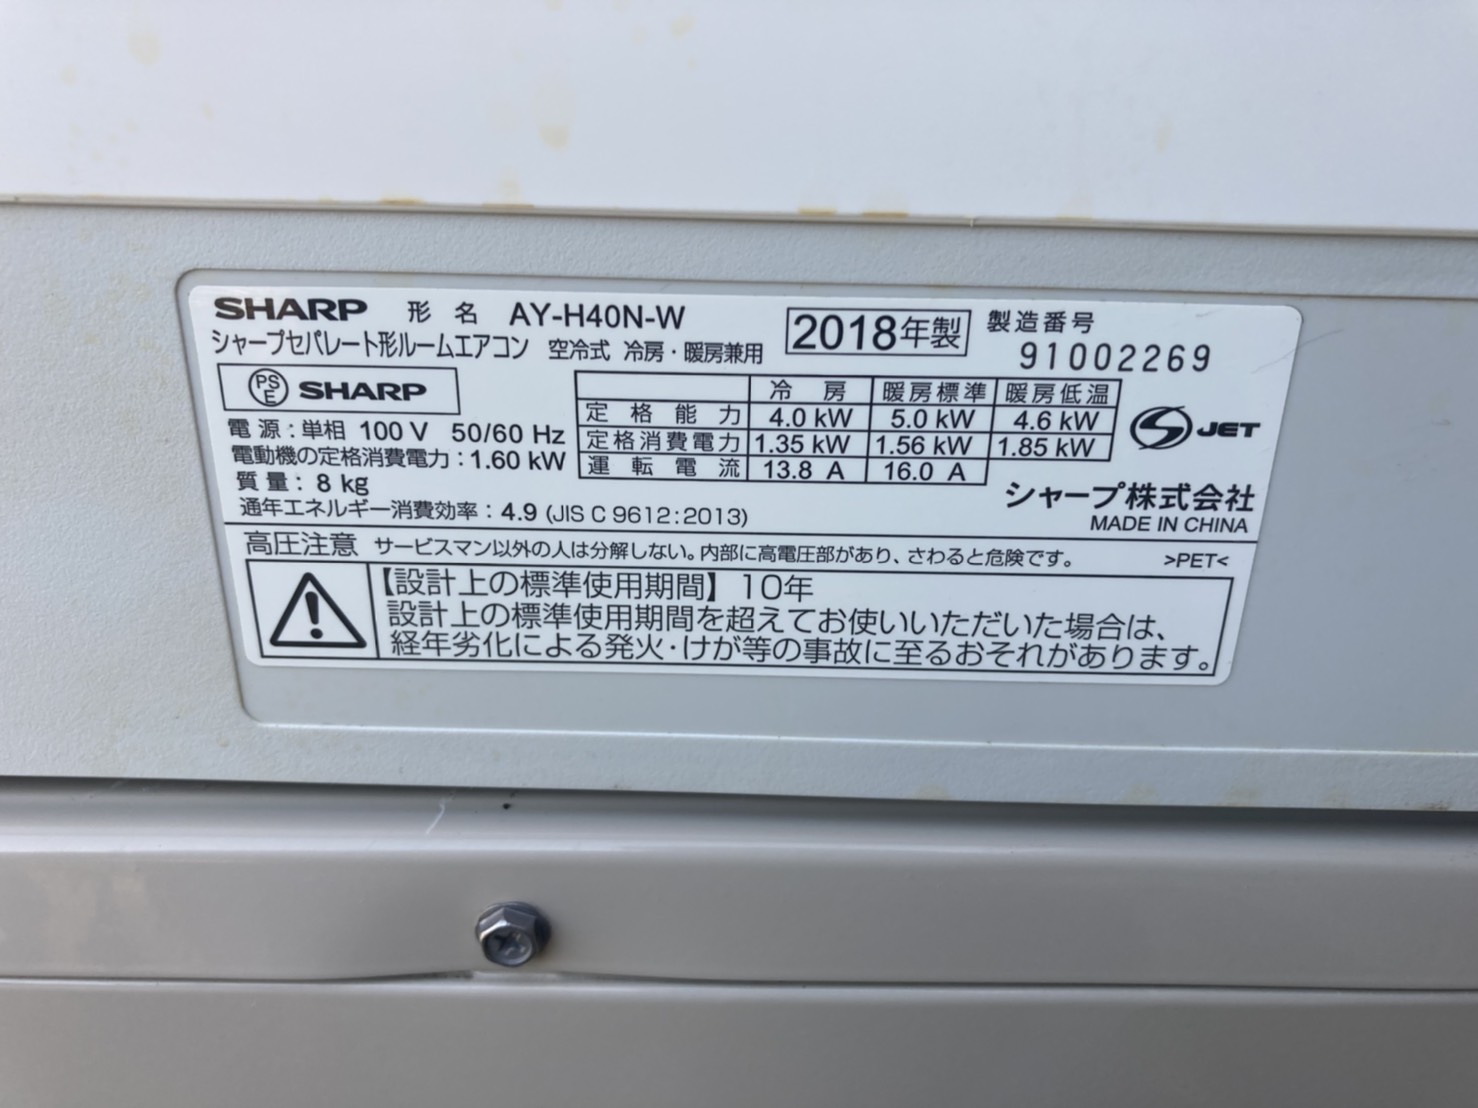 SHARP 形名 AY-H40N-W 2018年製 製造番号
シャープセパレート形ルームエアコン 空冷式 冷房・暖房兼用 91002269
PSE SHARP
冷房 暖房標準 暖房低温
定格能力 4.0 kW 5.0 kW 4.6 kW
定格消費電力 1.35 kW 1.56 kW 1.85 kW
運転電流 13.8 A 16.0 A
JET
電源：単相 100 V 50/60 Hz
電動機の定格消費電力：1.60 kW
質量：8 kg
通年エネルギー消費効率：4.9 (JIS C 9612:2013)
シャープ株式会社
MADE IN CHINA
高圧注意 サービスマン以外の人は分解しない。内部に高電圧部があり、さわると危険です。 >PET<
【設計上の標準使用期間】10年
設計上の標準使用期間を超えてお使いいただいた場合は、
経年劣化による発火・けが等の事故に至るおそれがあります。